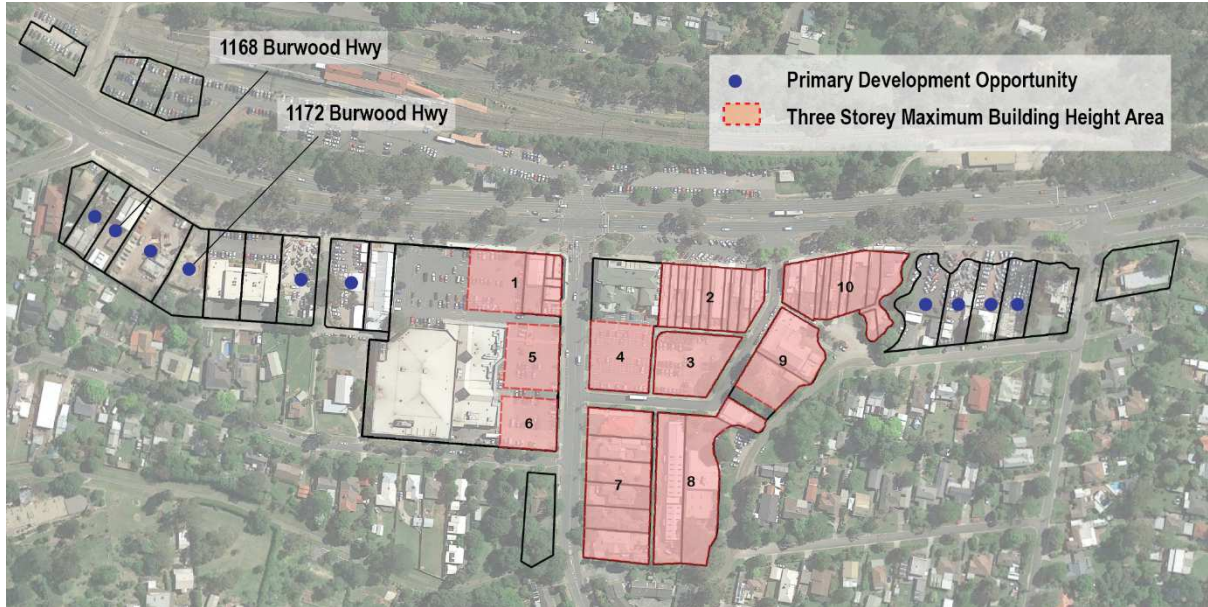 1168 Burwood Hwy
1172 Burwood Hwy
Primary Development Opportunity
Three Storey Maximum Building Height Area
1
2
10
5
4
3
9
6
7
8